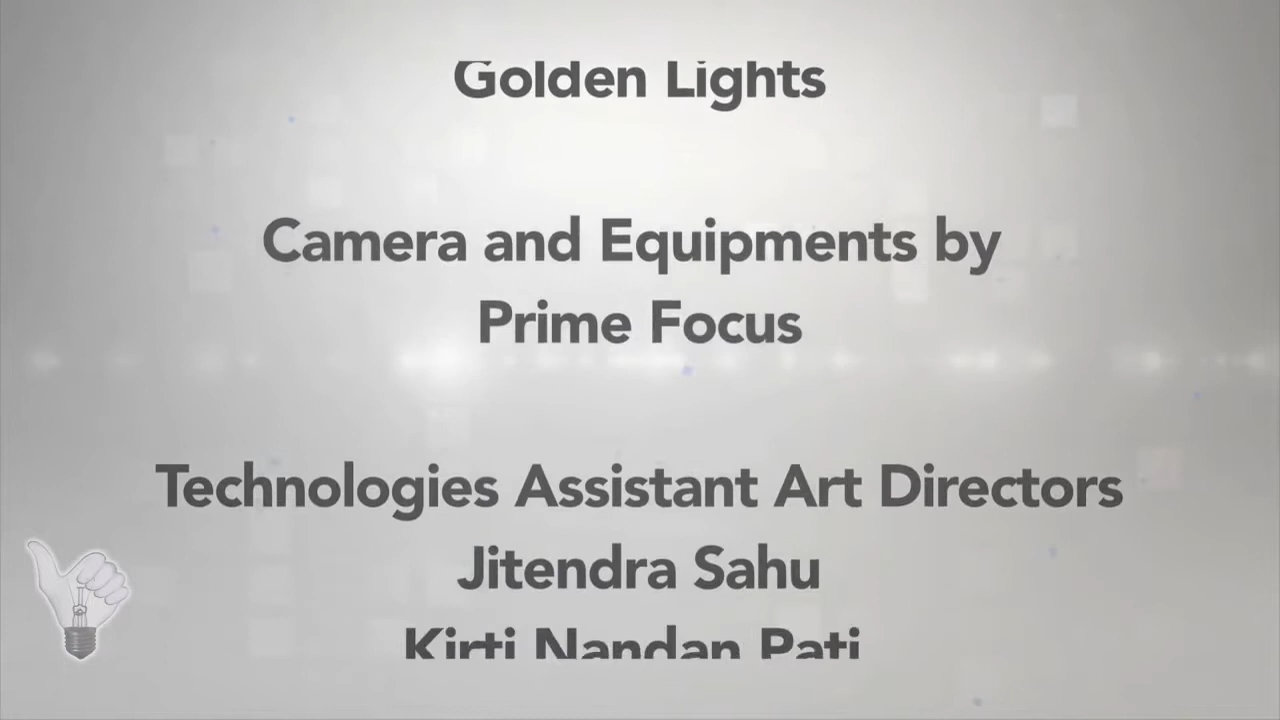 Golden Lights
Camera and Equipments by
Prime Focus
Technologies Assistant Art Directors
Jitendra Sahu
Kirti Nandan Pati